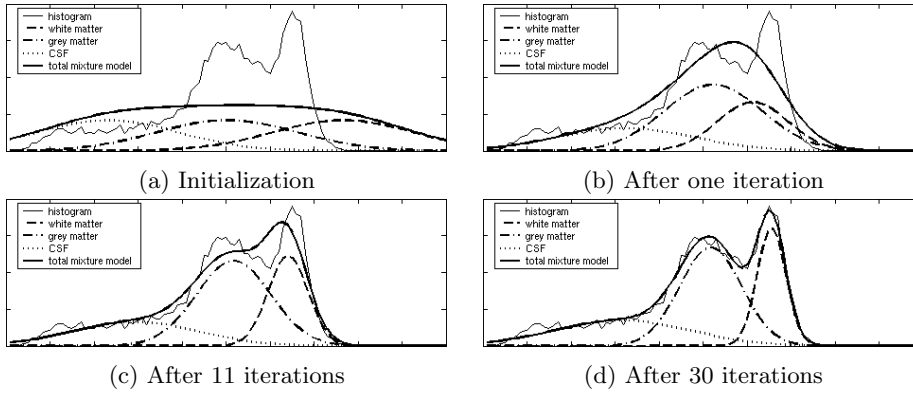 histogram
white matter
grey matter
CSF
total mixture model
(a) Initialization
histogram
white matter
grey matter
CSF
total mixture model
(b) After one iteration
histogram
white matter
grey matter
CSF
total mixture model
(c) After 11 iterations
histogram
white matter
grey matter
CSF
total mixture model
(d) After 30 iterations